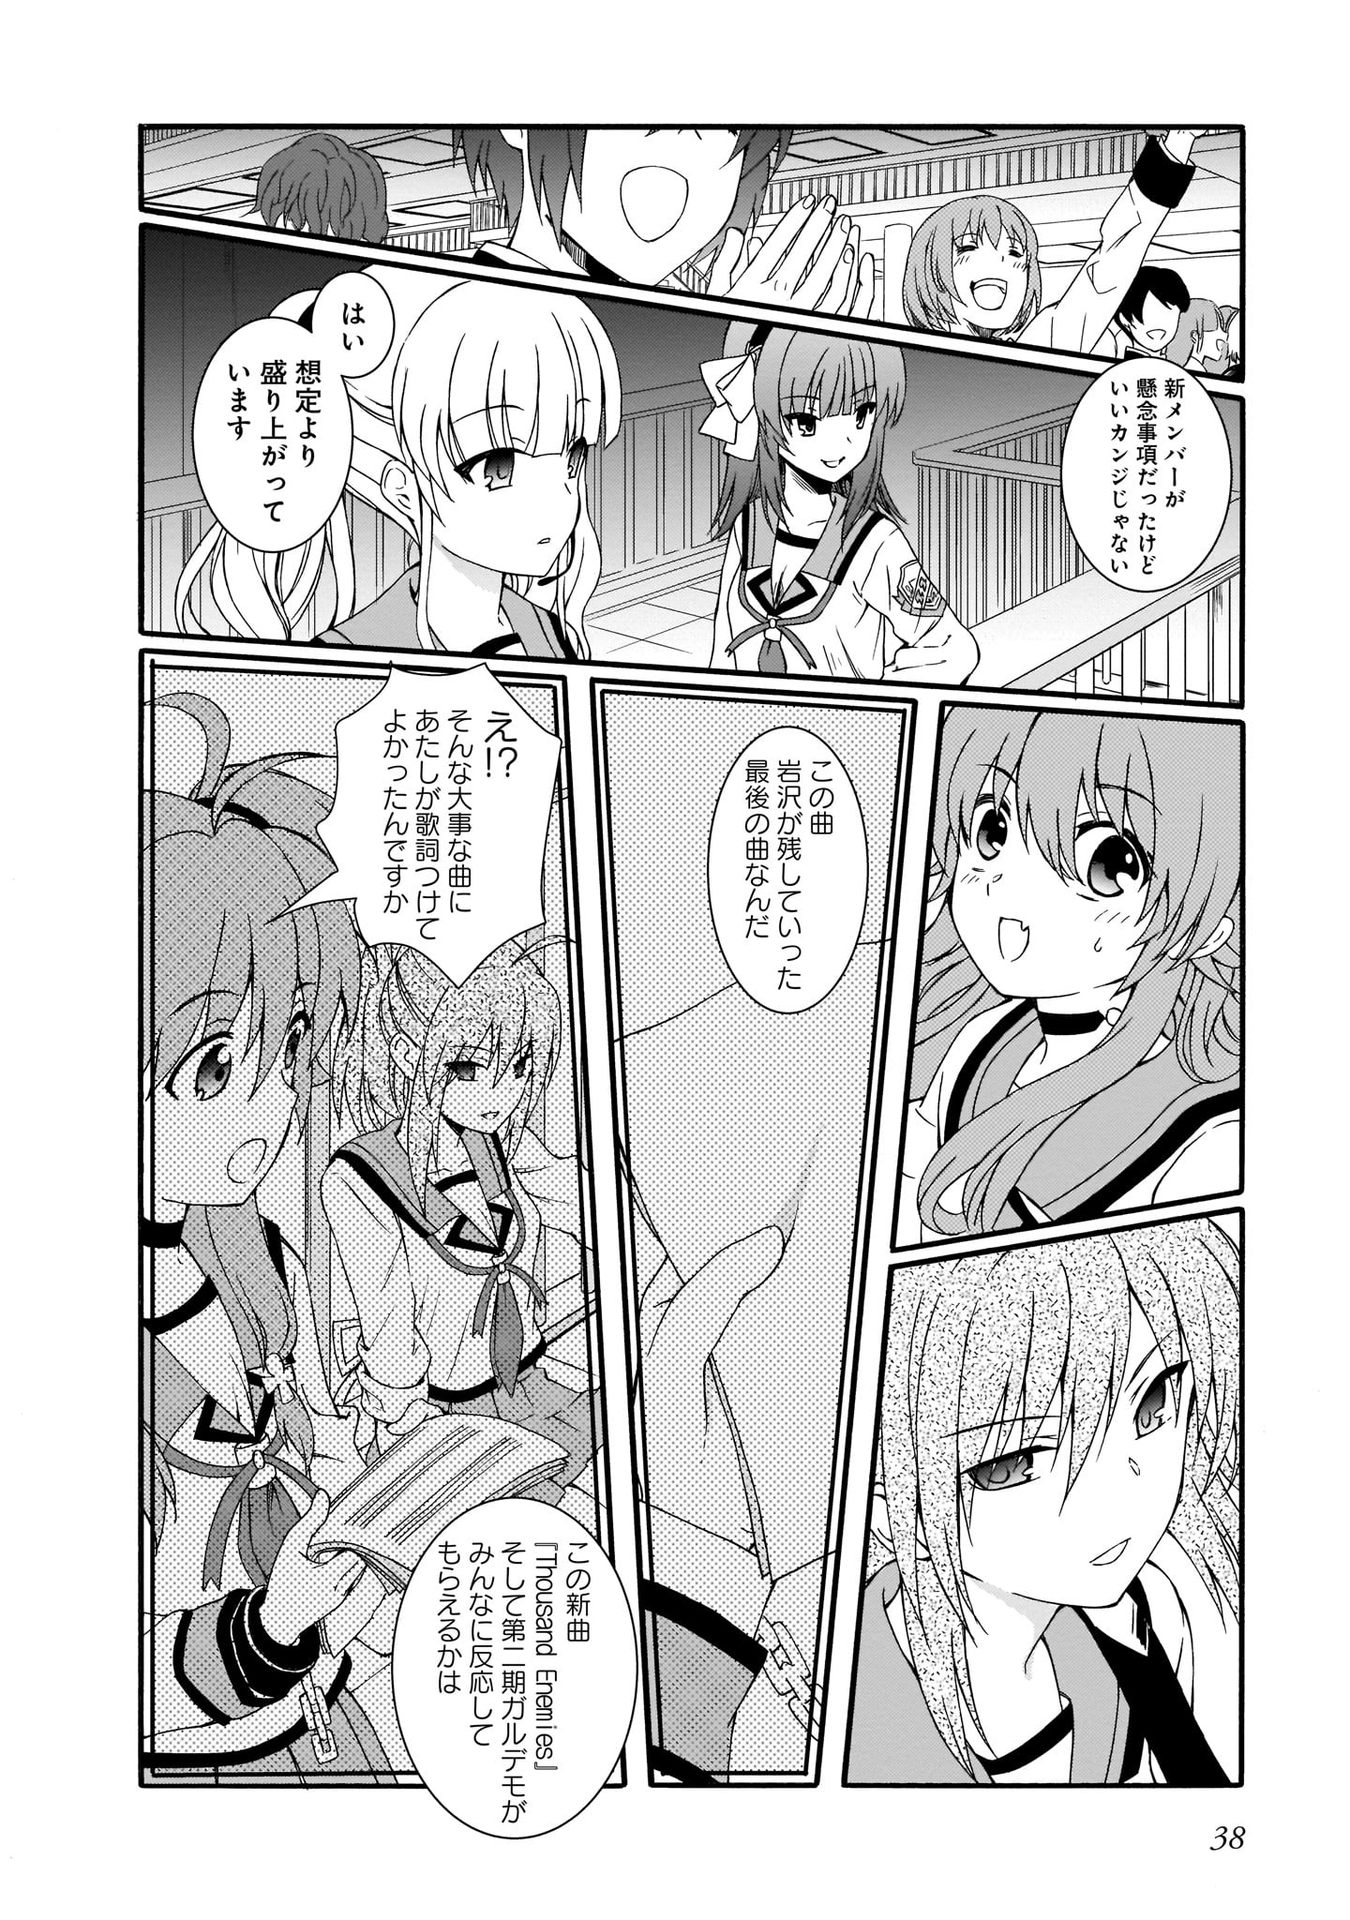 新メンバーが
懸念事項だったけど
いいカンジじゃない
はい
想定より
盛り上がって
います
この曲
岩沢が残していった
最後の曲なんだ
え!?
そんな大事な曲に
あたしが歌詞つけて
よかったんですか
この新曲
『Thousand Enemies』
そして第二期ガルデモが
みんなに反応して
もらえるかは
38